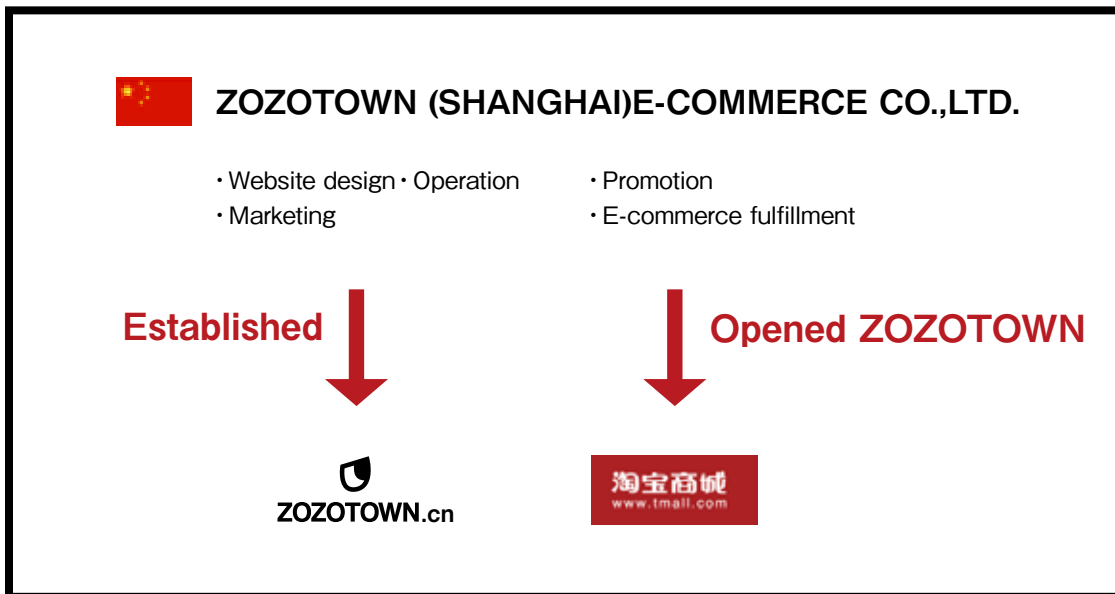 ZOZOTOWN (SHANGHAI)E-COMMERCE CO.,LTD.
・Website design・Operation
・Marketing
・Promotion
・E-commerce fulfillment
Established
Opened ZOZOTOWN
ZOZOTOWN.cn
淘宝商城
www.tmall.com